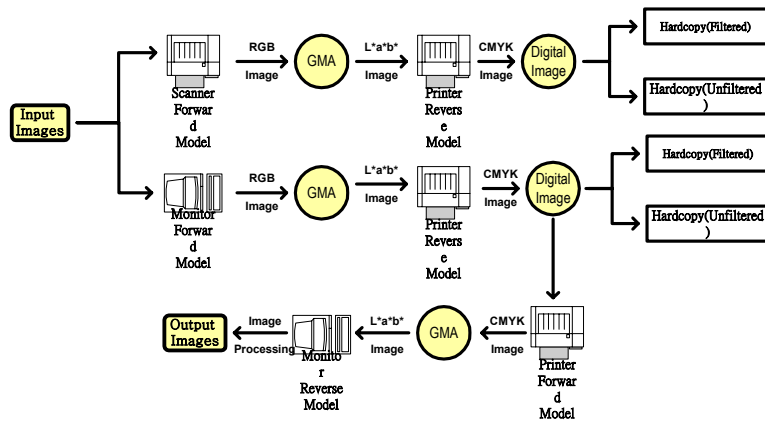 Input
Images
Scanner
Forwar
d
Model
RGB
Image
GMA
L*a*b*
Image
Printer
Revers
e
Model
CMYK
Image
Digital
Image
Hardcopy(Filtered)
Hardcopy(Unfiltered
)
Monitor
Forwar
d
Model
RGB
Image
GMA
L*a*b*
Image
Printer
Revers
e
Model
CMYK
Image
Digital
Image
Hardcopy(Filtered)
Hardcopy(Unfiltered
)
Printer
Forwar
d
Model
CMYK
Image
GMA
L*a*b*
Image
Monito
r
Reverse
Model
Image
Processing
Output
Images